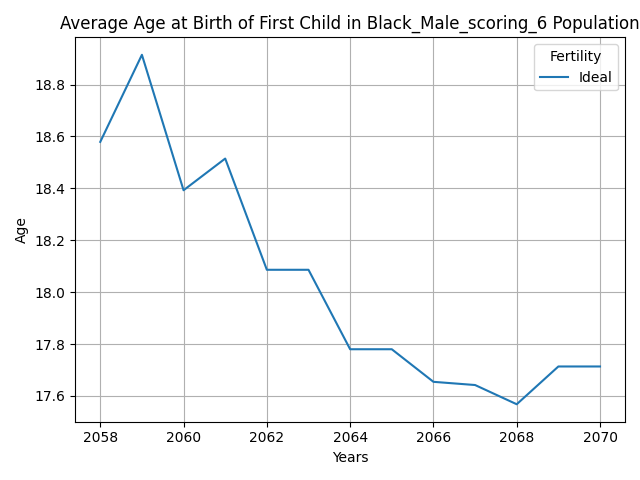 Average Age at Birth of First Child in Black_Male_scoring_6 Population
Fertility
Ideal
18.8
18.6
18.4
18.2
18.0
17.8
17.6
Age
2058
2060
2062
2064
2066
2068
2070
Years